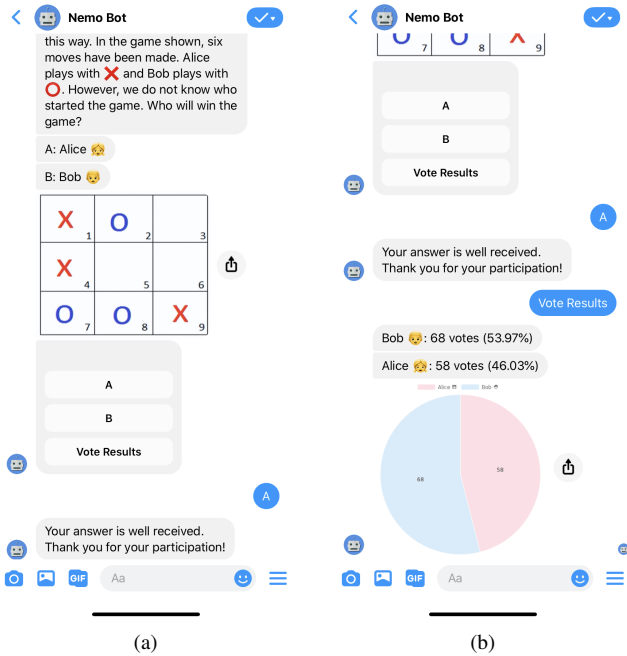 Nemo Bot
this way. In the game shown, six
moves have been made. Alice
plays with ❌ and Bob plays with
⭕. However, we do not know who
started the game. Who will win the
game?
A: Alice 👧
B: Bob 👦
X O
1 2 3
X
4 5 6
O O X
7 8 9
A
B
Vote Results
A
Your answer is well received.
Thank you for your participation!
GIF Aa
(a)
Nemo Bot
O O X
7 8 9
A
B
Vote Results
A
Your answer is well received.
Thank you for your participation!
Vote Results
Bob 👦: 68 votes (53.97%)
Alice 👧: 58 votes (46.03%)
Alice Bob
68 58
GIF Aa
(b)